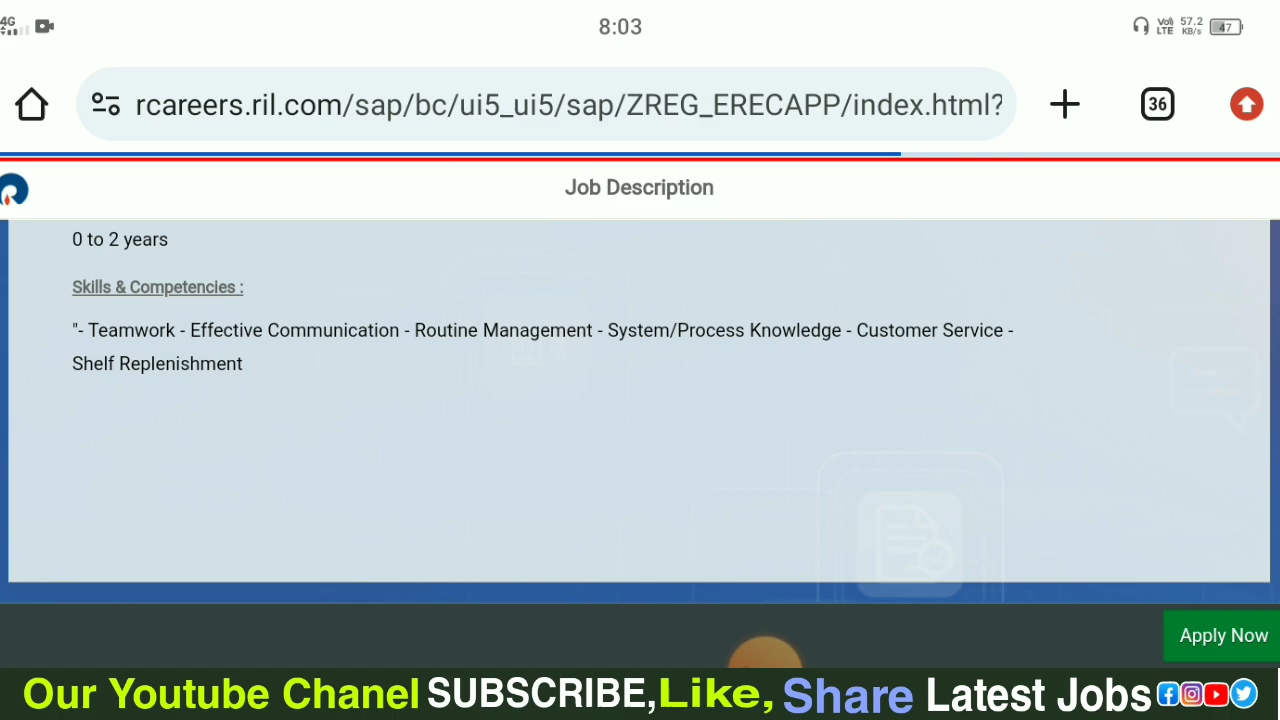 4G
8:03
Vo) LTE
57.2 KB/s
47
rcareers.ril.com/sap/bc/ui5_ui5/sap/ZREG_ERECAPP/index.html?
36
Job Description
0 to 2 years
Skills & Competencies :
"- Teamwork - Effective Communication - Routine Management - System/Process Knowledge - Customer Service -
Shelf Replenishment
Apply Now
Our Youtube Chanel SUBSCRIBE,Like, Share Latest Jobs